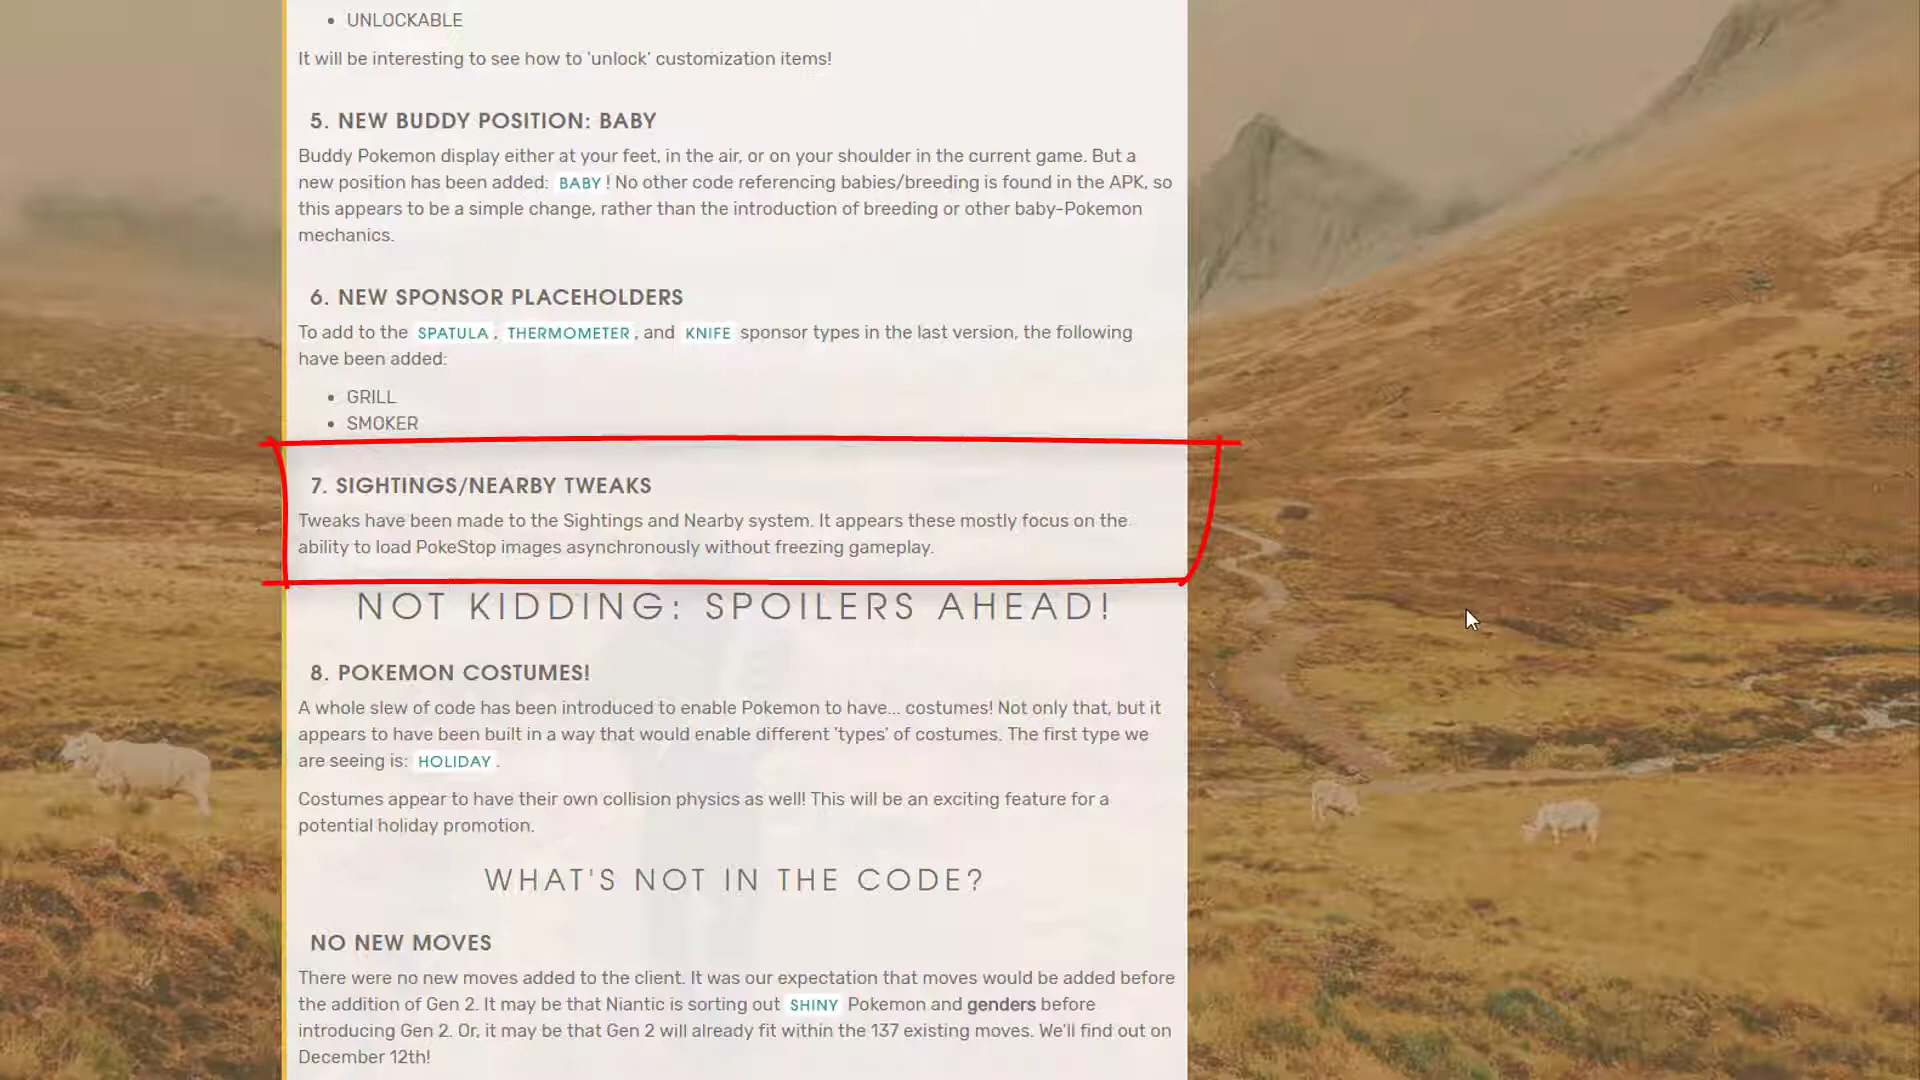 UNLOCKABLE
It will be interesting to see how to 'unlock' customization items!
5. NEW BUDDY POSITION: BABY
Buddy Pokemon display either at your feet, in the air, or on your shoulder in the current game. But a
new position has been added: BABY! No other code referencing babies/breeding is found in the APK, so
this appears to be a simple change, rather than the introduction of breeding or other baby-Pokemon
mechanics.
6. NEW SPONSOR PLACEHOLDERS
To add to the SPATULA, THERMOMETER, and KNIFE sponsor types in the last version, the following
have been added:
GRILL
SMOKER
7. SIGHTINGS/NEARBY TWEAKS
Tweaks have been made to the Sightings and Nearby system. It appears these mostly focus on the
ability to load PokeStop images asynchronously without freezing gameplay.
NOT KIDDING: SPOILERS AHEAD!
8. POKEMON COSTUMES!
A whole slew of code has been introduced to enable Pokemon to have... costumes! Not only that, but it
appears to have been built in a way that would enable different 'types' of costumes. The first type we
are seeing is: HOLIDAY.
Costumes appear to have their own collision physics as well! This will be an exciting feature for a
potential holiday promotion.
WHAT'S NOT IN THE CODE?
NO NEW MOVES
There were no new moves added to the client. It was our expectation that moves would be added before
the addition of Gen 2. It may be that Niantic is sorting out SHINY Pokemon and genders before
introducing Gen 2. Or, it may be that Gen 2 will already fit within the 137 existing moves. We'll find out on
December 12th!